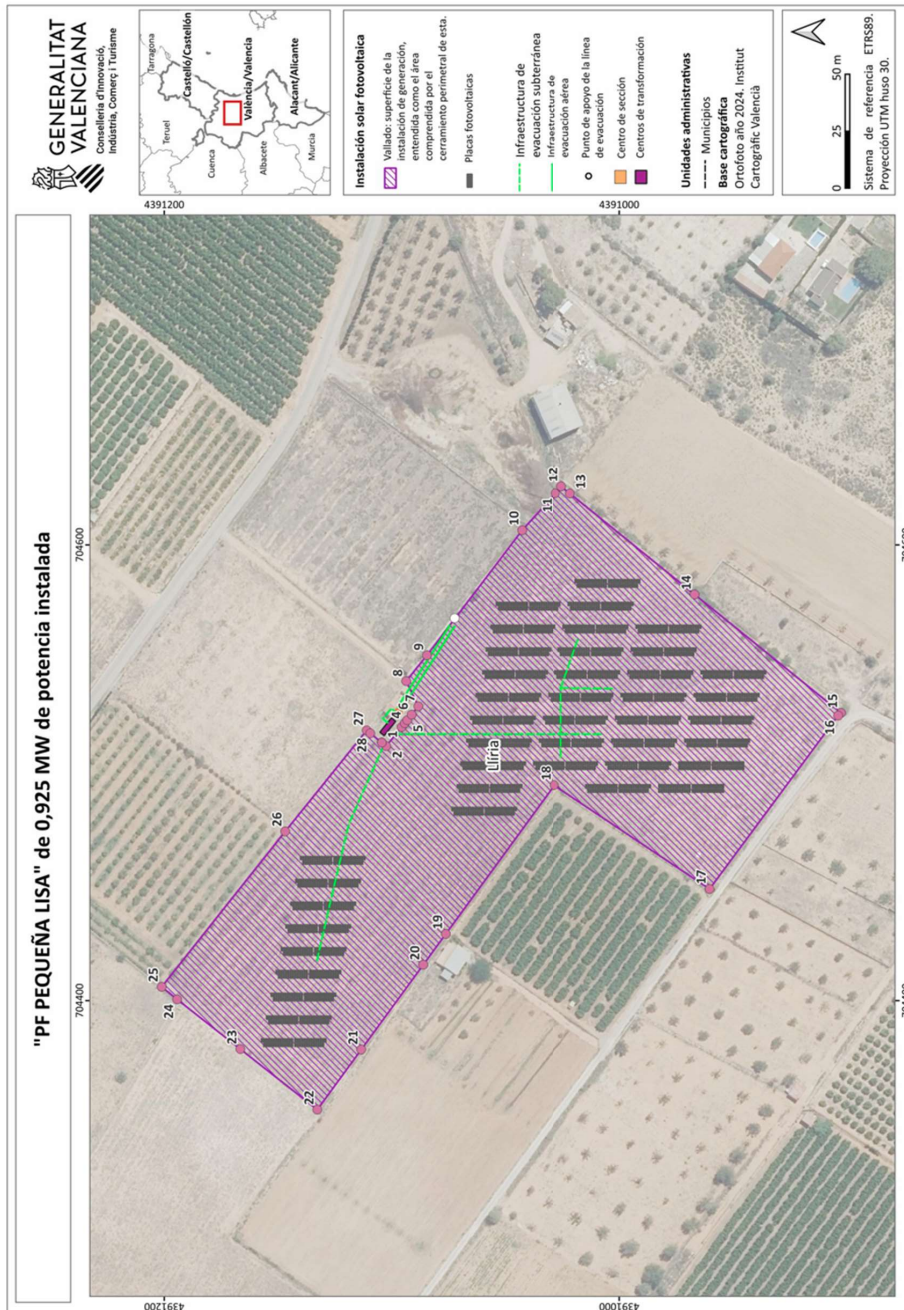 "PF PEQUEÑA LISA" de 0,925 MW de potencia instalada
GENERALITAT
VALENCIANA
Conselleria d'Innovació,
Indústria, Comerç i Turisme
Tarragona
Teruel
Castelló/Castellón
Cuenca
València/Valencia
Albacete
Alacant/Alicante
Murcia
Instalación solar fotovoltaica
Vallado: superficie de la
instalación de generación,
entendida como el área
comprendida por el
cerramiento perimetral de esta.
Placas fotovoltaicas
Infraestructura de
evacuación subterránea
Infraestructura de
evacuación aérea
Punto de apoyo de la línea
de evacuación
Centro de sección
Centros de transformación
Unidades administrativas
Municipios
Base cartográfica
Ortofoto año 2024. Institut
Cartogràfic Valencià
0
25
50 m
Sistema de referencia ETRS89.
Proyección UTM huso 30.
4391200
4391000
704400
704600
4391200
4391000
704400
704600
Llíria
1
2
4
5
6
7
8
9
10
11
12
13
14
15
16
17
18
19
20
21
22
23
24
25
26
27
28